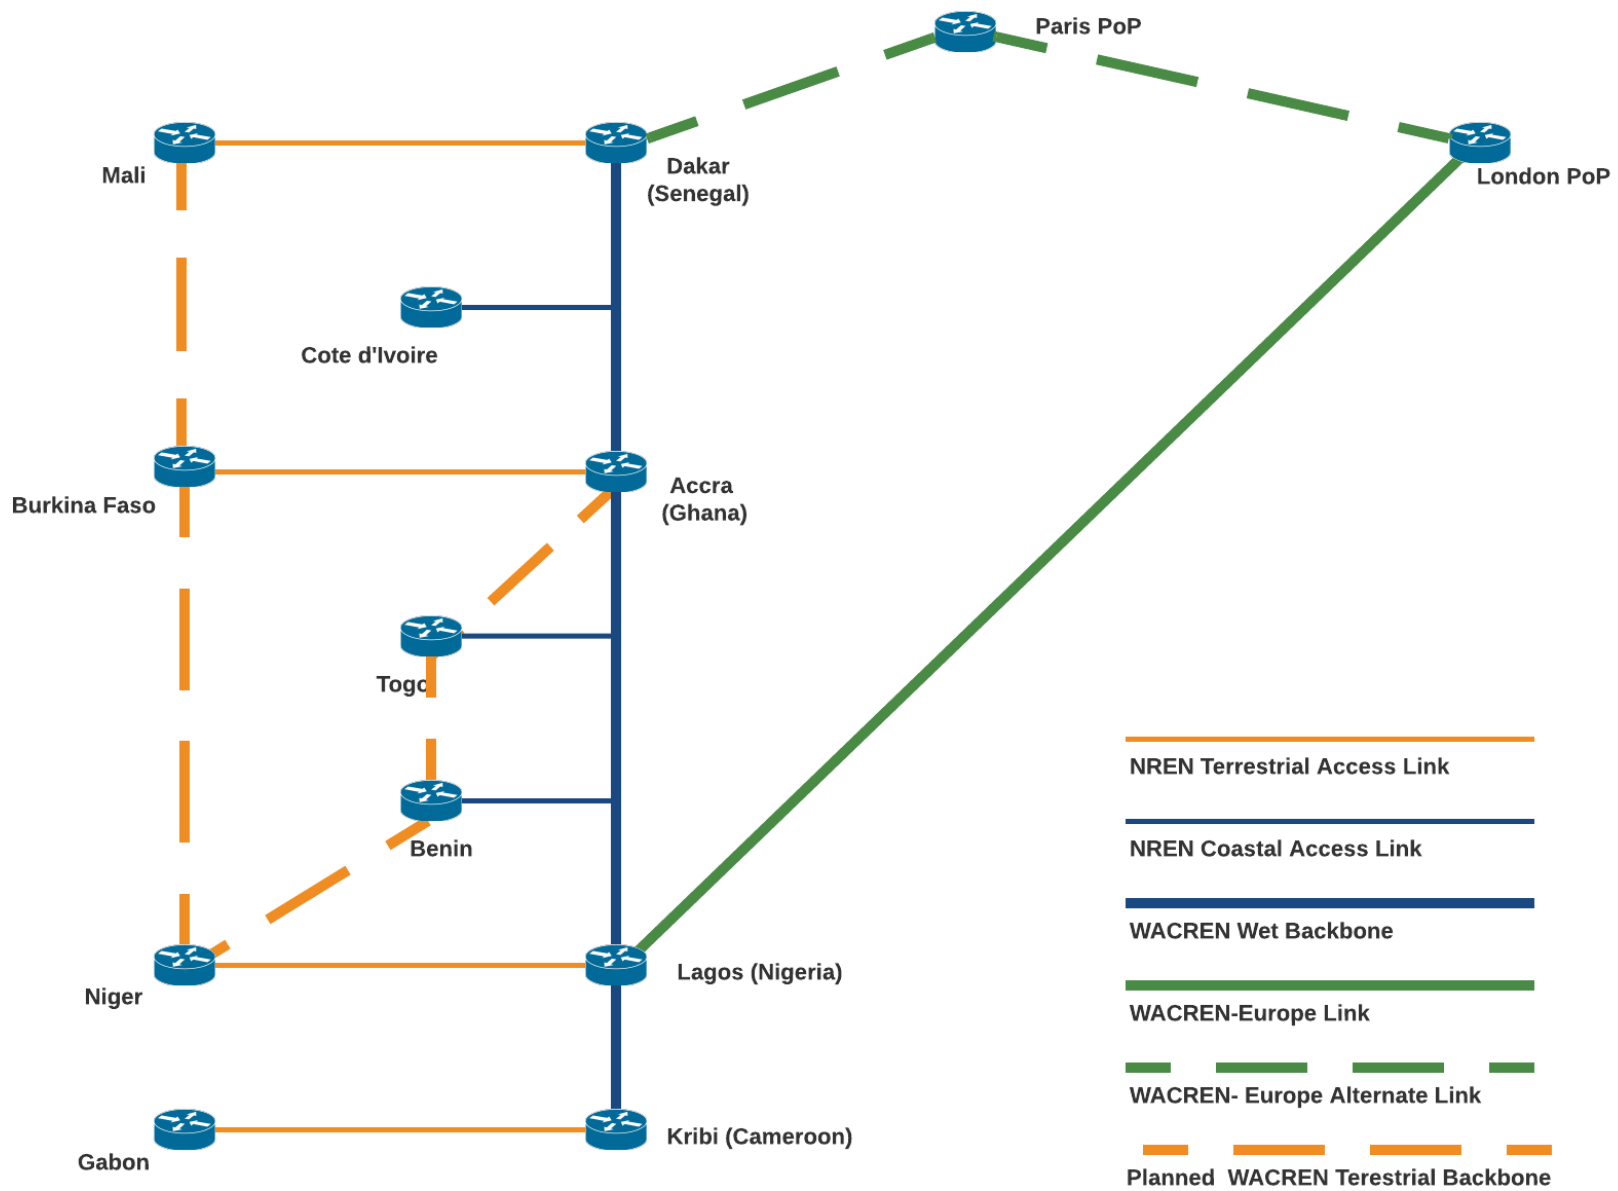 Paris PoP
Mali
Dakar
(Senegal)
London PoP
Cote d'Ivoire
Burkina Faso
Accra
(Ghana)
Togo
Benin
Niger
Lagos (Nigeria)
Gabon
Kribi (Cameroon)
NREN Terrestrial Access Link
NREN Coastal Access Link
WACREN Wet Backbone
WACREN-Europe Link
WACREN- Europe Alternate Link
Planned WACREN Terestrial Backbone